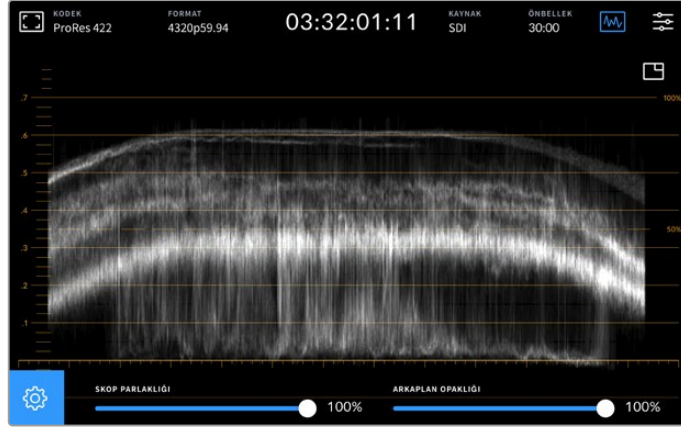 KODEK
ProRes 422
FORMAT
4320p59.94
03:32:01:11
KAYNAK
SDI
ÖNBELLEK
30:00
.7
100%
.6
.5
.4
.3
50%
.2
.1
SKOP PARLAKLIĞI
100%
ARKAPLAN OPAKLIĞI
100%